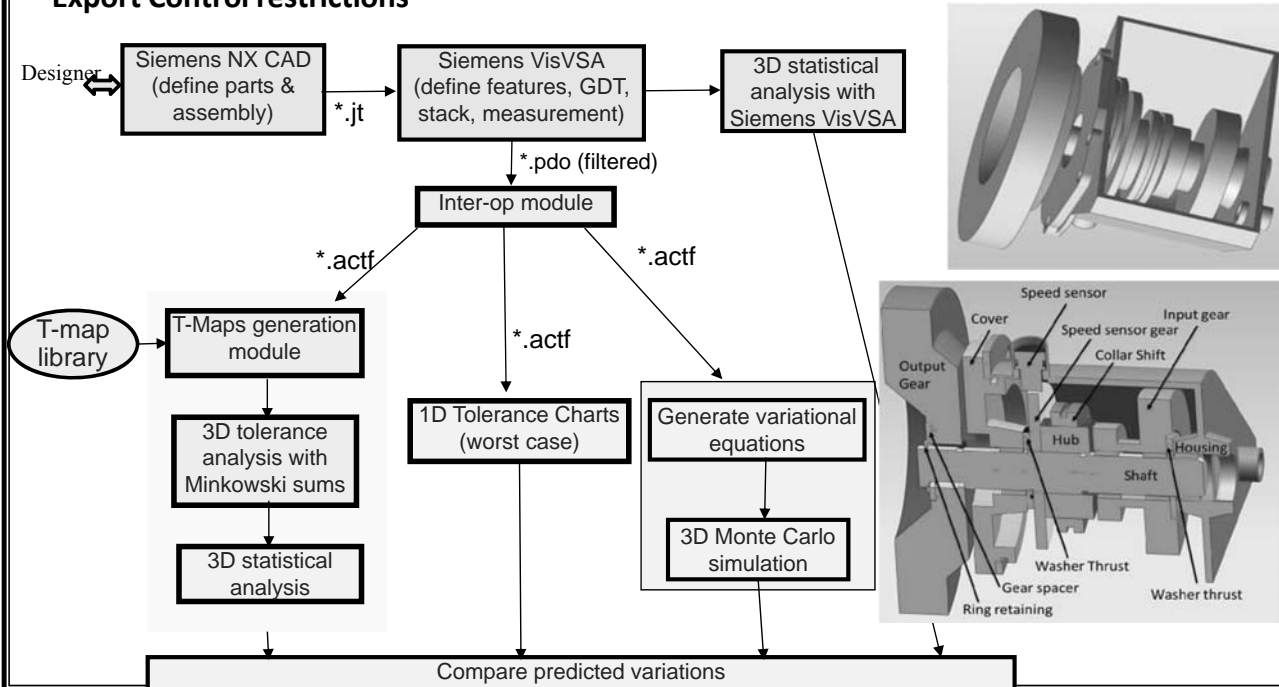 Export Control restrictions
Designer
Siemens NX CAD
(define parts &
assembly)
*.jt
Siemens VisVSA
(define features, GDT,
stack, measurement)
3D statistical
analysis with
Siemens VisVSA
*.pdo (filtered)
Inter-op module
*.actf
*.actf
*.actf
T-map
library
T-Maps generation
module
3D tolerance
analysis with
Minkowski sums
3D statistical
analysis
1D Tolerance Charts
(worst case)
Generate variational
equations
3D Monte Carlo
simulation
Compare predicted variations
Speed sensor
Cover
Speed sensor gear
Input gear
Collar Shift
Output
Gear
Hub
Housing
Shaft
Washer Thrust
Gear spacer
Washer thrust
Ring retaining